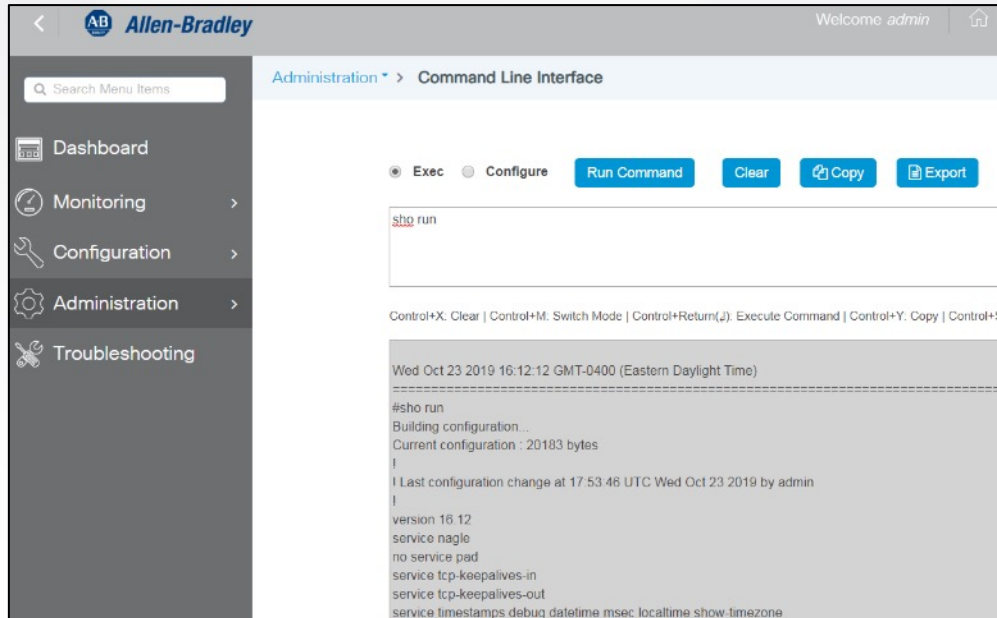 AB Allen-Bradley
Welcome admin
Search Menu Items
Administration > Command Line Interface
Dashboard
Monitoring >
Configuration >
Administration >
Troubleshooting
Exec Configure Run Command Clear Copy Export
sho run
Control+X: Clear | Control+M: Switch Mode | Control+Return(↲): Execute Command | Control+Y: Copy | Control+S
Wed Oct 23 2019 16:12:12 GMT-0400 (Eastern Daylight Time)
================================================================================
#sho run
Building configuration...
Current configuration : 20183 bytes
!
! Last configuration change at 17:53:46 UTC Wed Oct 23 2019 by admin
!
version 16.12
service nagle
no service pad
service tcp-keepalives-in
service tcp-keepalives-out
service timestamps debug datetime msec localtime show-timezone